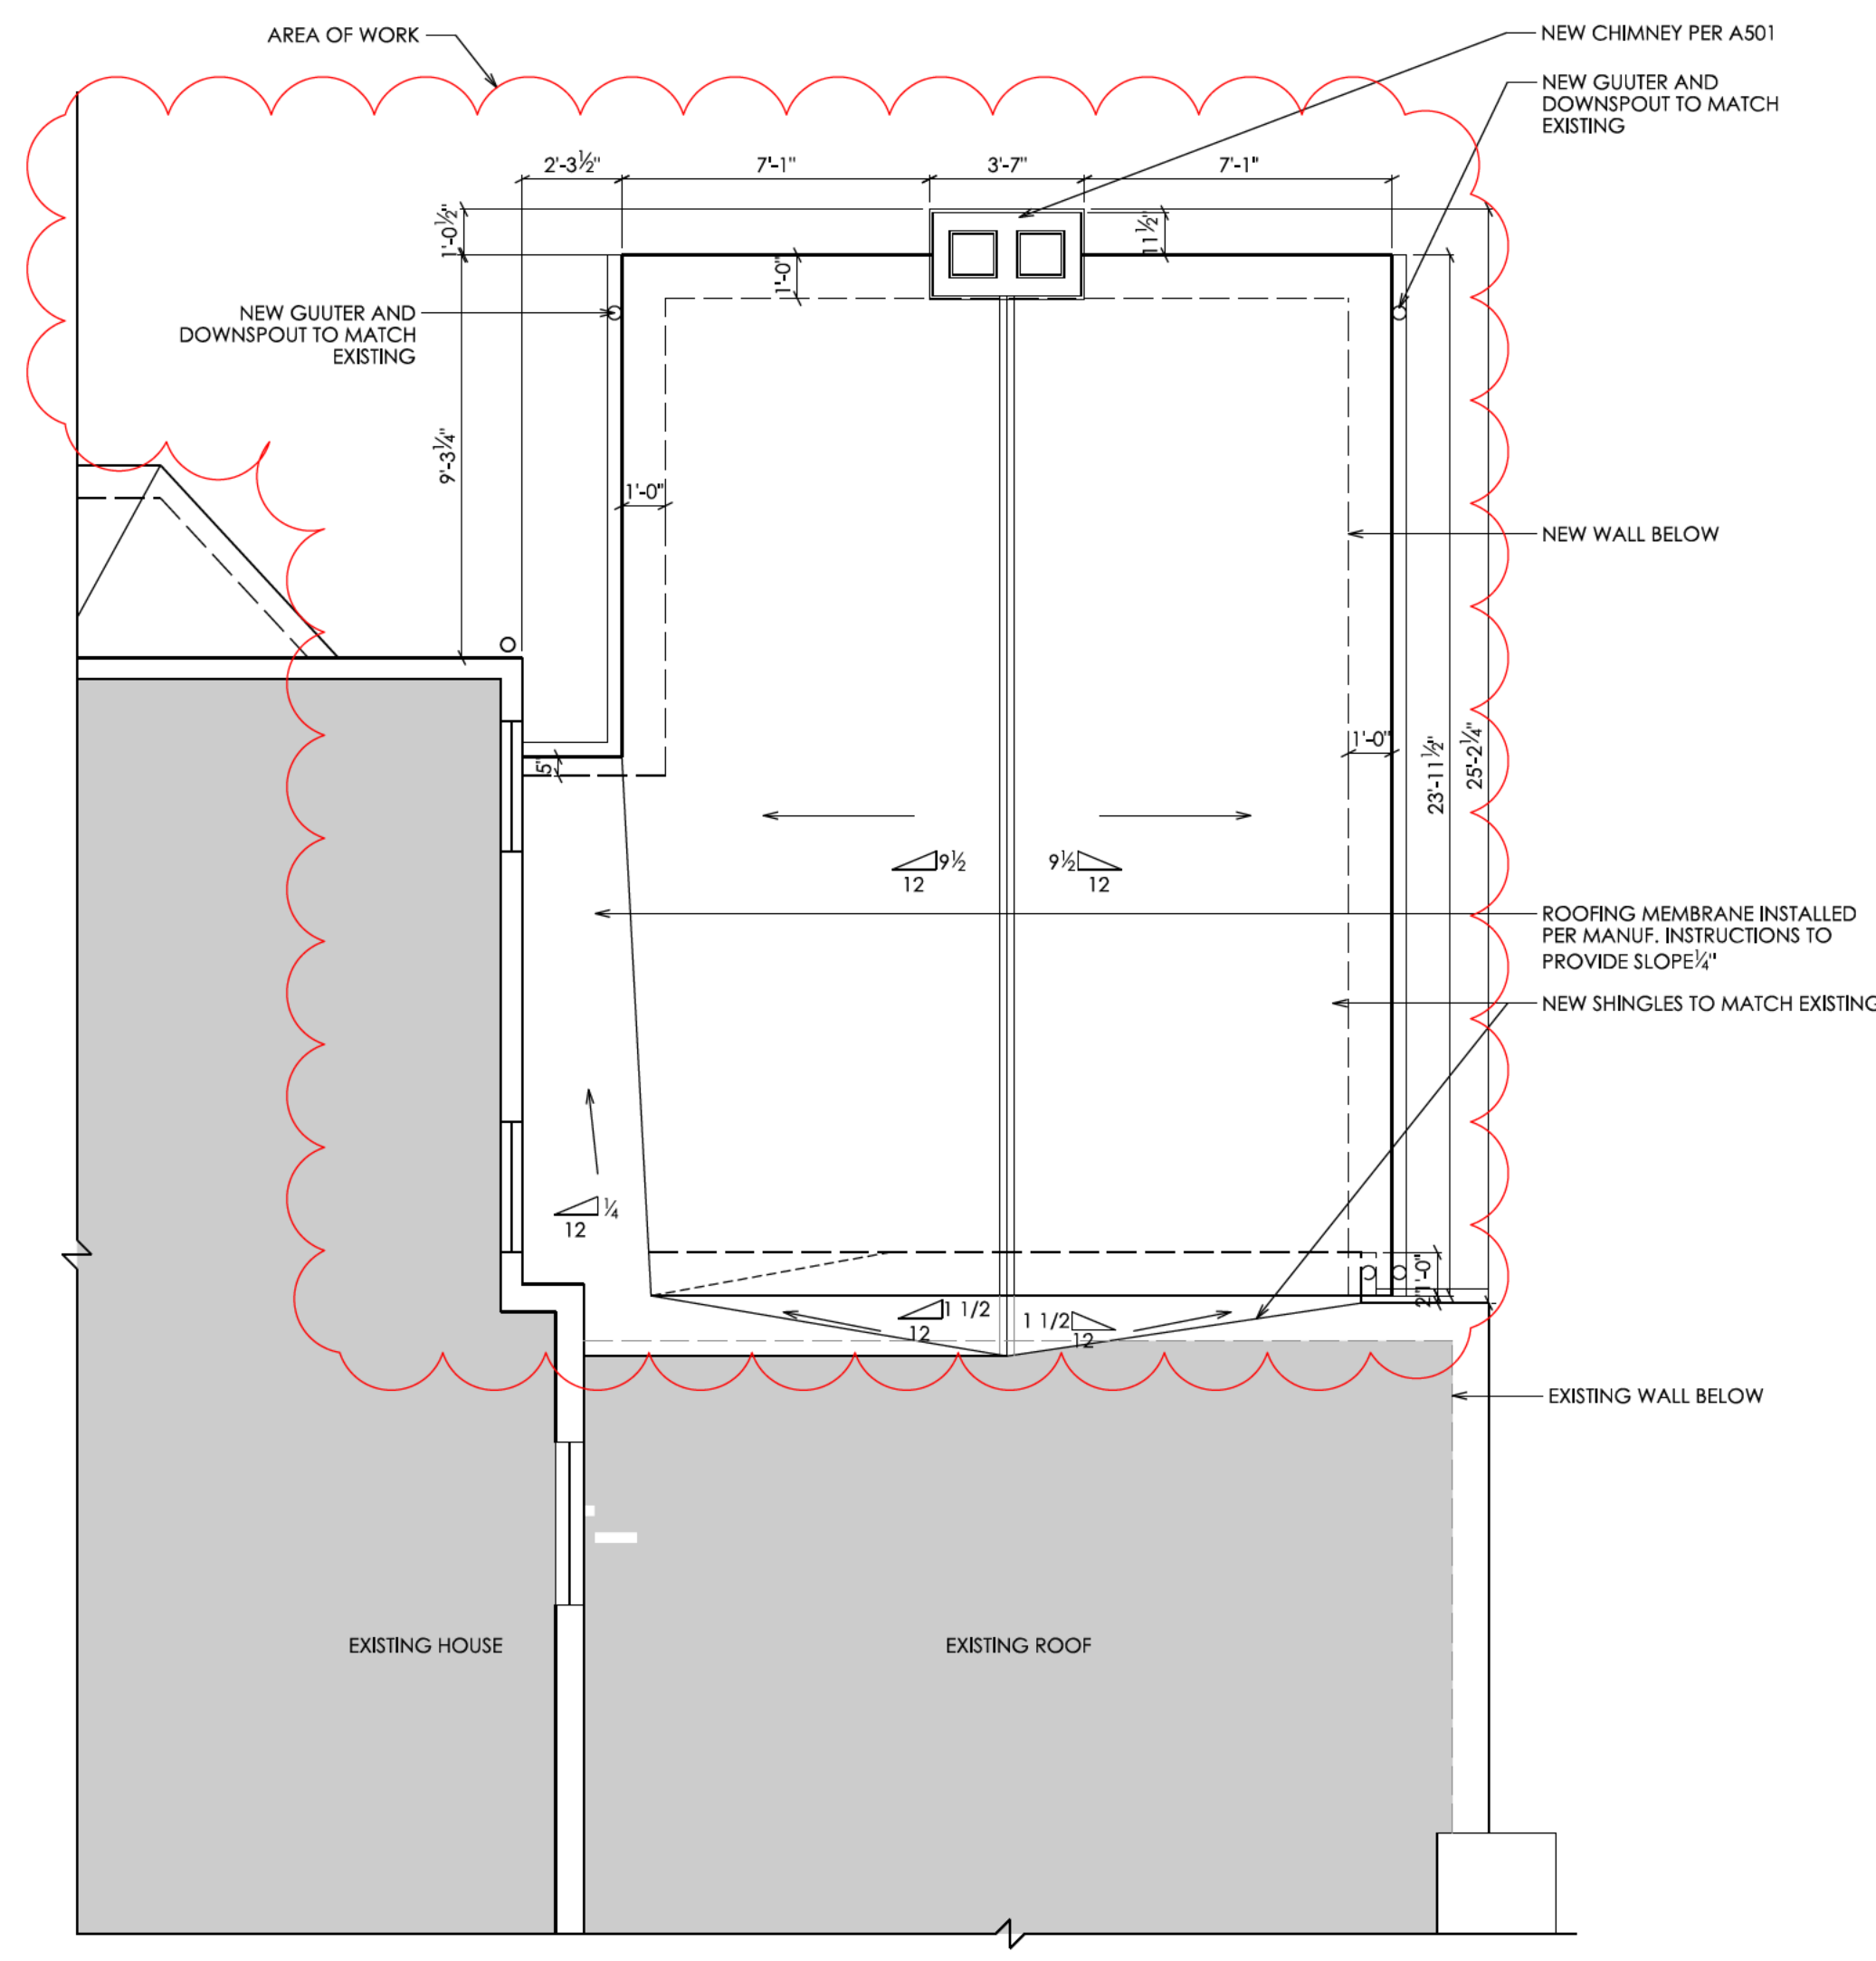 AREA OF WORK
NEW CHIMNEY PER A501
NEW GUUTER AND
DOWNSPOUT TO MATCH
EXISTING
2'-3½"
7'-1"
3'-7"
7'-1"
1'-0½"
11½"
1'-0"
NEW GUUTER AND
DOWNSPOUT TO MATCH
EXISTING
9'-3¼"
1'-0"
NEW WALL BELOW
5"
1'-0"
23'-11½"
25'-2¼"
9½
12
9½
12
ROOFING MEMBRANE INSTALLED
PER MANUF. INSTRUCTIONS TO
PROVIDE SLOPE¼"
NEW SHINGLES TO MATCH EXISTING
¼
12
1'-0"
2"
1 1/2
12
1 1/2
12
EXISTING WALL BELOW
EXISTING HOUSE
EXISTING ROOF